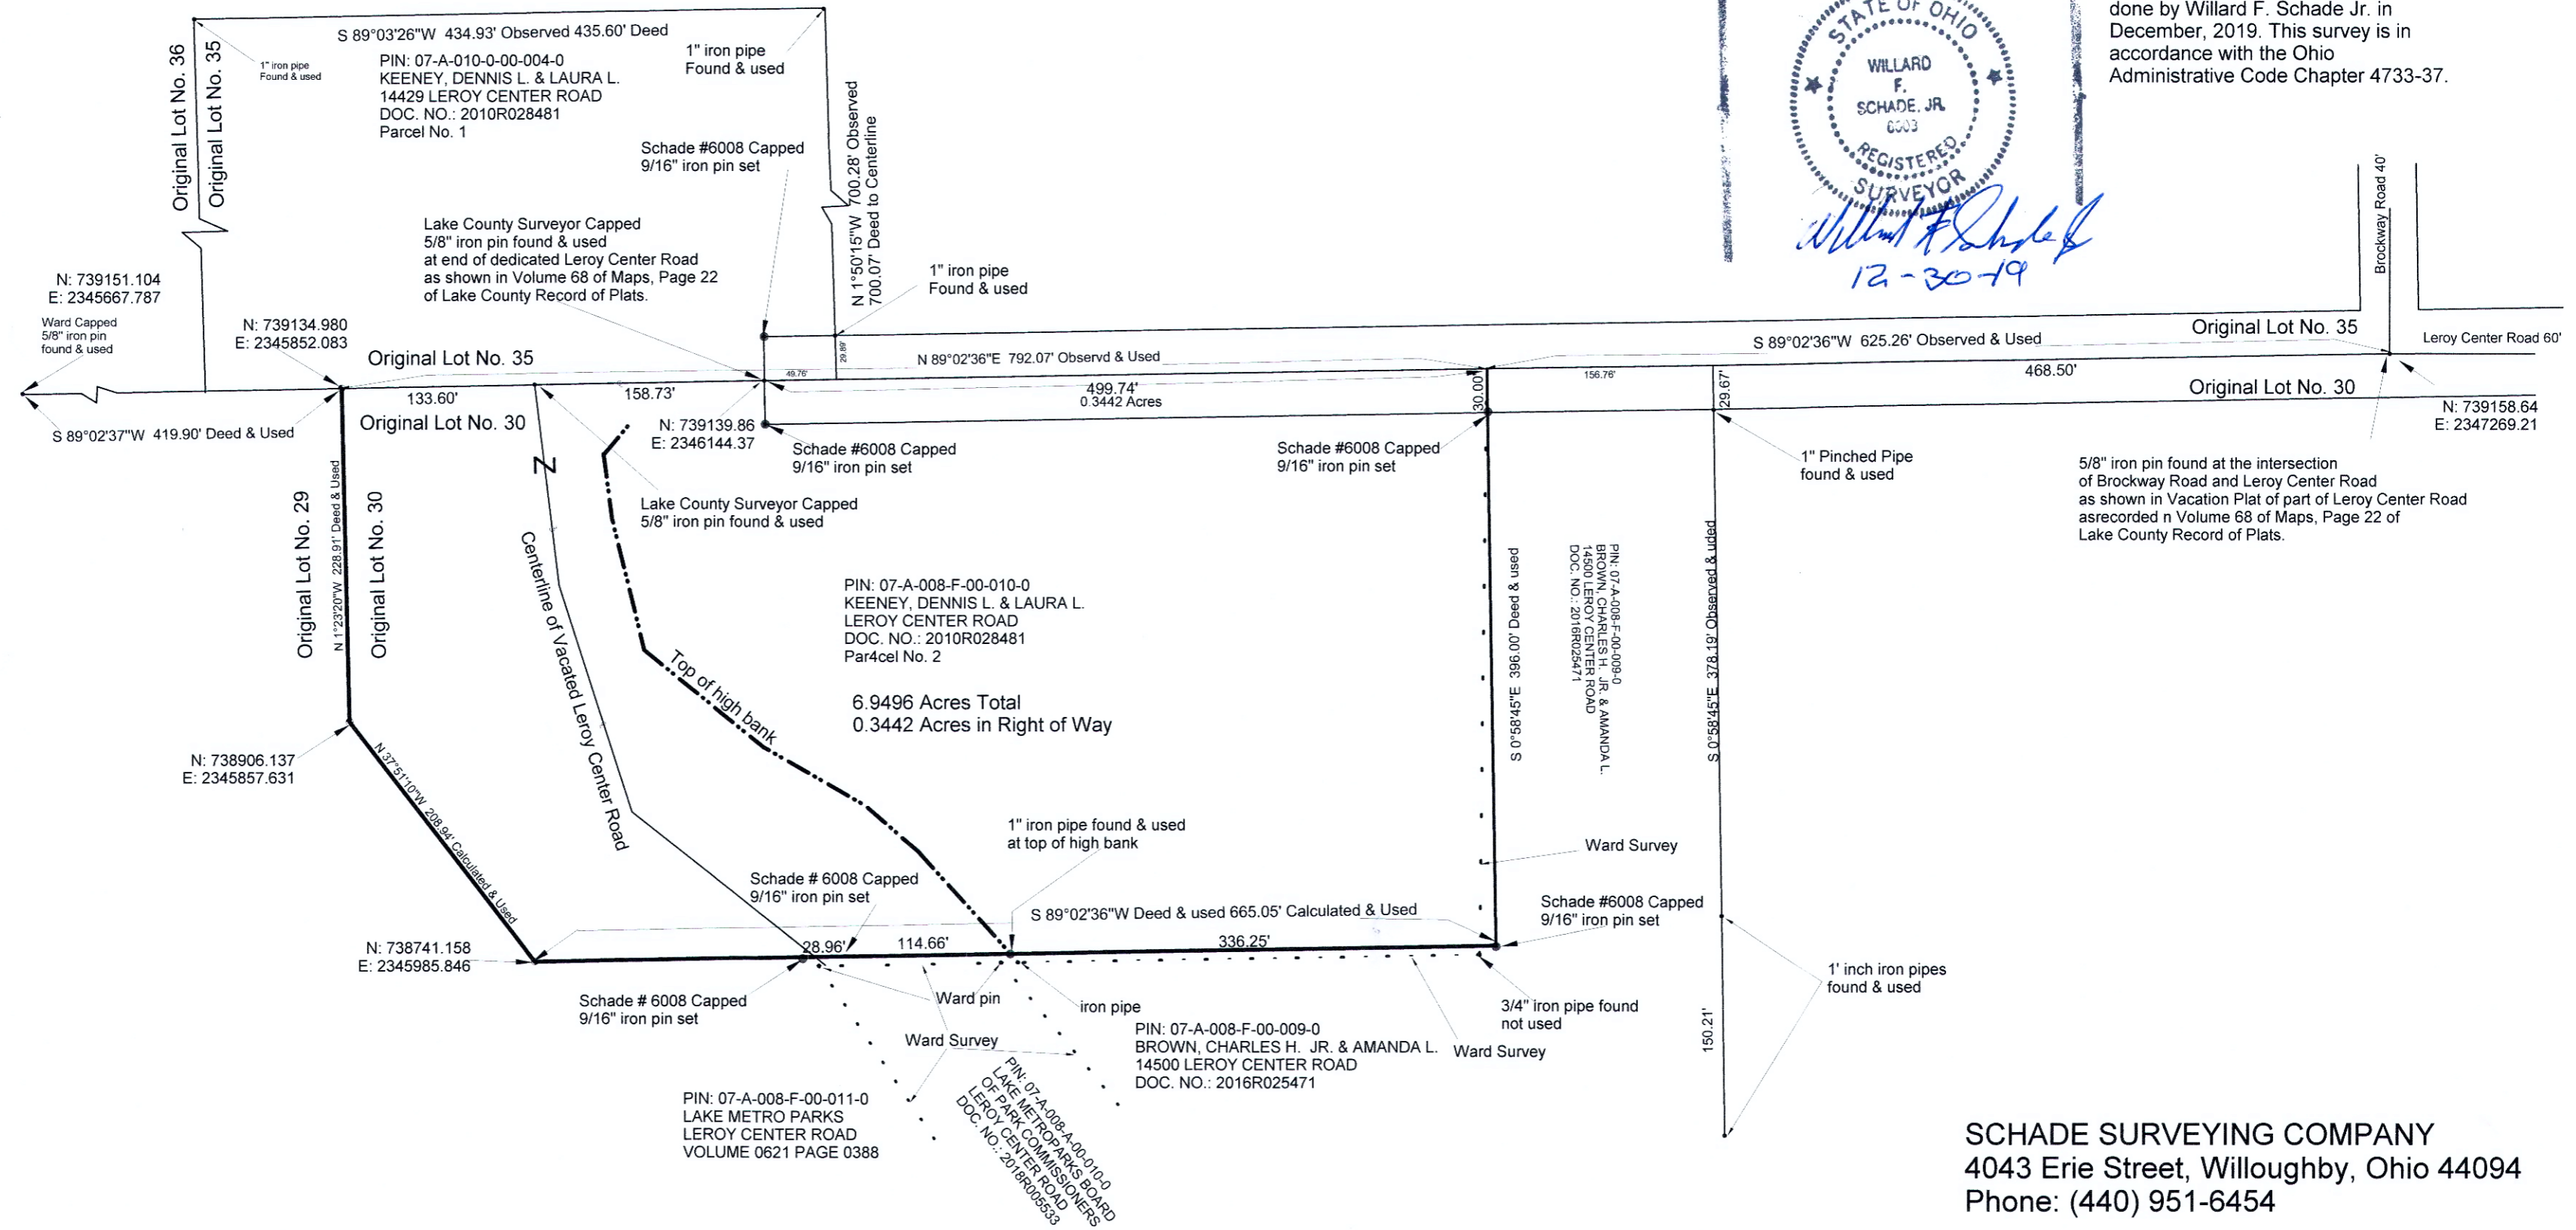 S 89°03'26"W 434.93' Observed 435.60' Deed
1" iron pipe
Found & used
PIN: 07-A-010-0-00-004-0
KEENEY, DENNIS L. & LAURA L.
14429 LEROY CENTER ROAD
DOC. NO.: 2010R028481
Parcel No. 1
1" iron pipe
Found & used
Original Lot No. 36
Original Lot No. 35
Schade #6008 Capped
9/16" iron pin set
N 1°50'15"W 700.28' Observed
700.07' Deed to Centerline
Lake County Surveyor Capped
5/8" iron pin found & used
at end of dedicated Leroy Center Road
as shown in Volume 68 of Maps, Page 22
of Lake County Record of Plats.
1" iron pipe
Found & used
STATE OF OHIO
WILLARD
F.
SCHADE, JR.
REGISTERED
SURVEYOR
12-30-19
done by Willard F. Schade Jr. in
December, 2019. This survey is in
accordance with the Ohio
Administrative Code Chapter 4733-37.
Brockway Road 40'
N: 739151.104
E: 2345667.787
Ward Capped
5/8" iron pin
found & used
N: 739134.980
E: 2345852.083
Original Lot No. 35
29.89'
N 89°02'36"E 792.07' Observd & Used
S 89°02'36"W 625.26' Observed & Used
Original Lot No. 35
Leroy Center Road 60'
49.76'
133.60'
158.73'
499.74'
0.3442 Acres
30.00'
156.76'
29.67'
468.50'
Original Lot No. 30
S 89°02'37"W 419.90' Deed & Used
Original Lot No. 30
N: 739139.86
E: 2346144.37
N: 739158.64
E: 2347269.21
Schade #6008 Capped
9/16" iron pin set
Schade #6008 Capped
9/16" iron pin set
1" Pinched Pipe
found & used
5/8" iron pin found at the intersection
of Brockway Road and Leroy Center Road
as shown in Vacation Plat of part of Leroy Center Road
asrecorded n Volume 68 of Maps, Page 22 of
Lake County Record of Plats.
Z
Lake County Surveyor Capped
5/8" iron pin found & used
Original Lot No. 29
N 1°23'20"W 228.91' Deed & Used
Original Lot No. 30
Centerline of Vacated Leroy Center Road
Top of high bank
PIN: 07-A-008-F-00-010-0
KEENEY, DENNIS L. & LAURA L.
LEROY CENTER ROAD
DOC. NO.: 2010R028481
Par4cel No. 2
6.9496 Acres Total
0.3442 Acres in Right of Way
S 0°58'45"E 396.00' Deed & used
PIN: 07-A-008-F-00-009-0
BROWN, CHARLES H. JR. & AMANDA L.
14500 LEROY CENTER ROAD
DOC. NO.: 2016R025471
S 0°58'45"E 378.19' Observed & uded
N: 738906.137
E: 2345857.631
N 37°51'10"W 208.94' Calculated & Used
1" iron pipe found & used
at top of high bank
Ward Survey
Schade # 6008 Capped
9/16" iron pin set
S 89°02'36"W Deed & used 665.05' Calculated & Used
Schade #6008 Capped
9/16" iron pin set
N: 738741.158
E: 2345985.846
28.96'
114.66'
336.25'
Schade # 6008 Capped
9/16" iron pin set
Ward pin
iron pipe
3/4" iron pipe found
not used
1' inch iron pipes
found & used
150.21'
Ward Survey
PIN: 07-A-008-F-00-009-0
BROWN, CHARLES H. JR. & AMANDA L.
14500 LEROY CENTER ROAD
DOC. NO.: 2016R025471
Ward Survey
PIN: 07-A-008-F-00-011-0
LAKE METRO PARKS
LEROY CENTER ROAD
VOLUME 0621 PAGE 0388
PIN: 07-A-008-A-00-010-0
LAKE METROPARKS BOARD
OF PARK COMMISSIONERS
LEROY CENTER ROAD
DOC. NO.: 2018R005533
SCHADE SURVEYING COMPANY
4043 Erie Street, Willoughby, Ohio 44094
Phone: (440) 951-6454